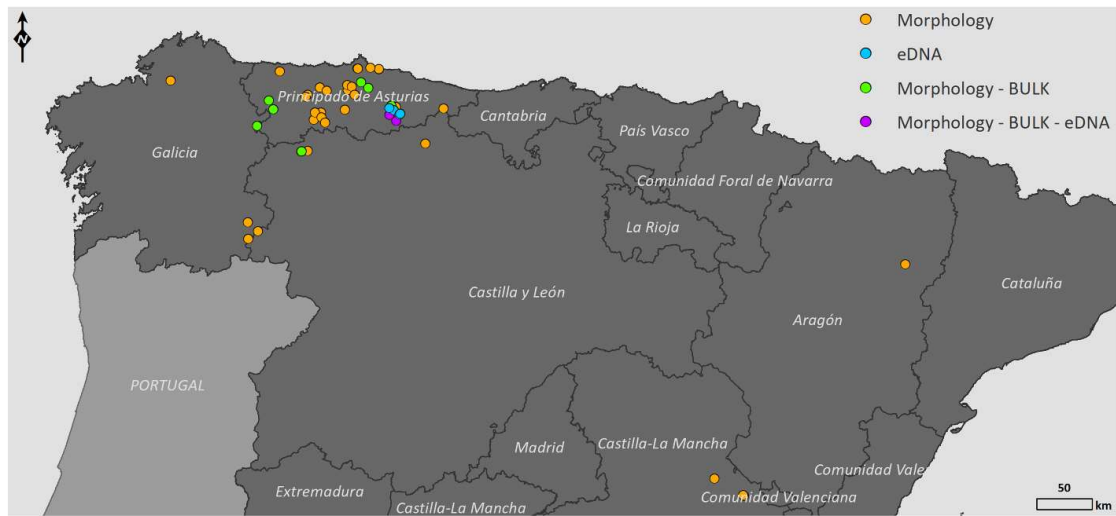 N
Morphology
eDNA
Morphology - BULK
Morphology - BULK - eDNA
Principado de Asturias
Cantabria
País Vasco
Galicia
Comunidad Foral de Navarra
La Rioja
Castilla y León
Cataluña
Aragón
PORTUGAL
Madrid
Castilla-La Mancha
Comunidad Vale
Extremadura
Castilla-La Mancha
Comunidad Valenciana
50
km